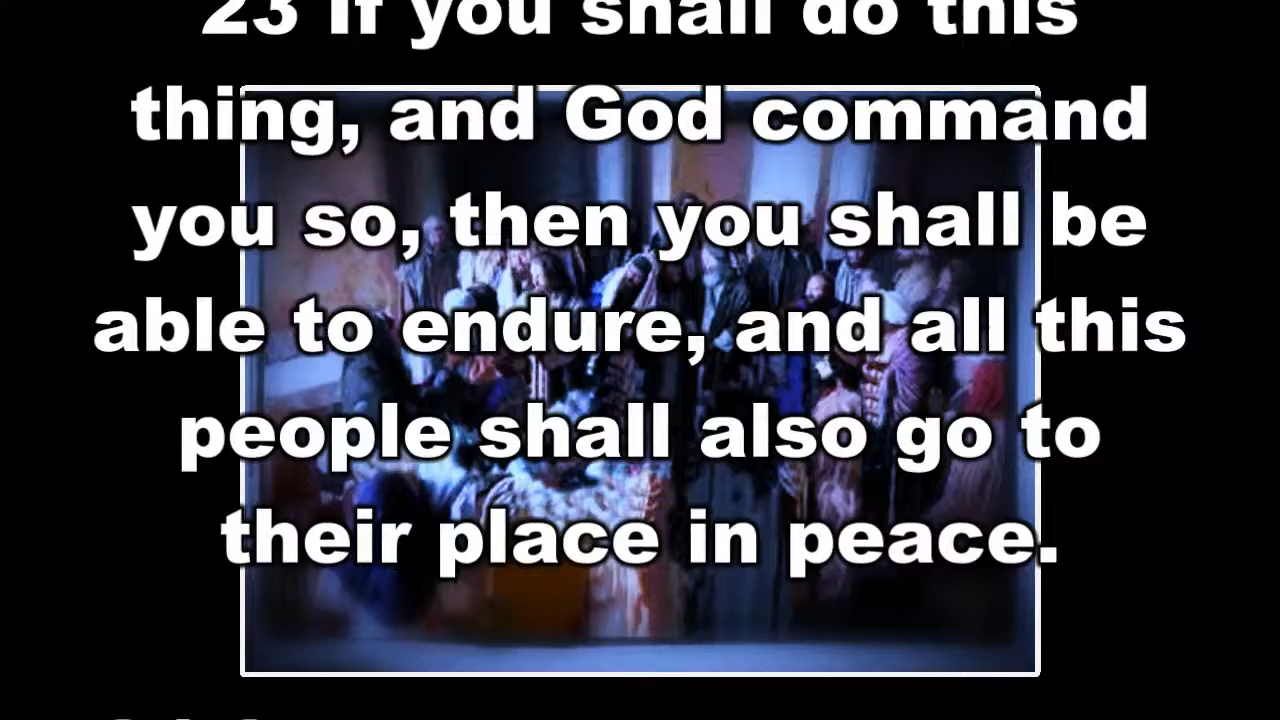 23 If you shall do this
thing, and God command
you so, then you shall be
able to endure, and all this
people shall also go to
their place in peace.